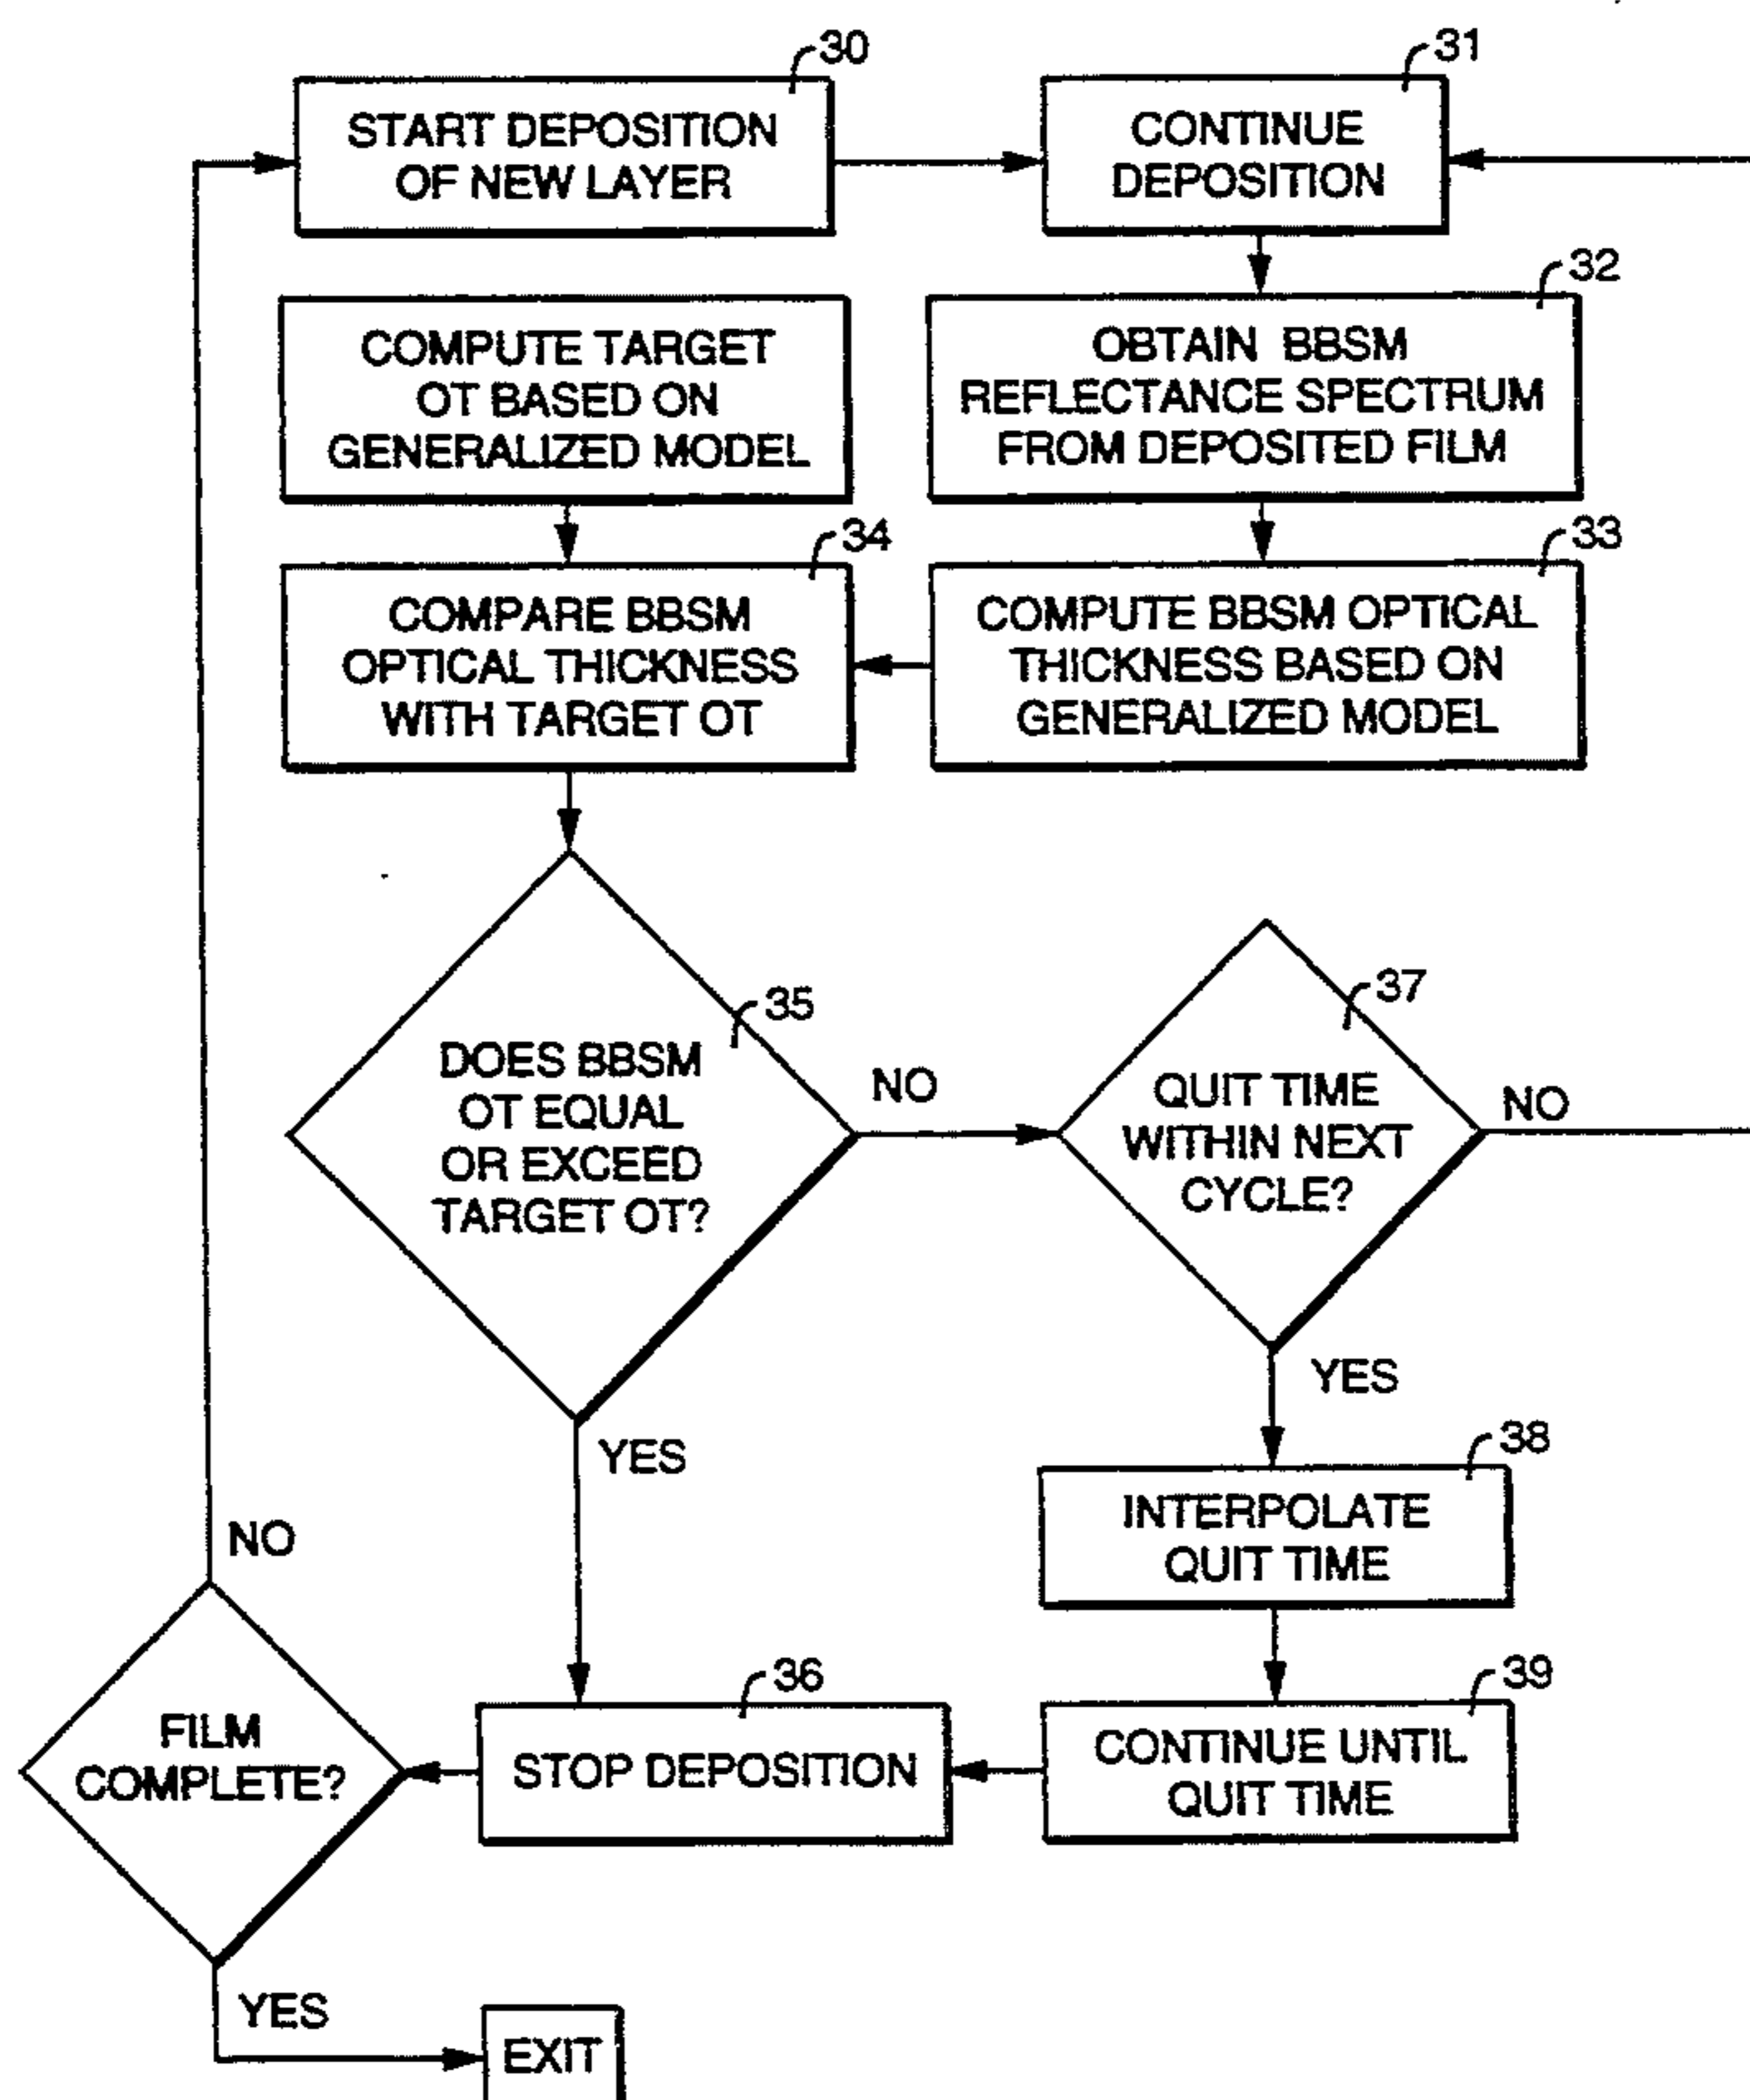 30
START DEPOSITION
OF NEW LAYER
31
CONTINUE
DEPOSITION
32
OBTAIN BBSM
REFLECTANCE SPECTRUM
FROM DEPOSITED FILM
COMPUTE TARGET
OT BASED ON
GENERALIZED MODEL
33
COMPUTE BBSM OPTICAL
THICKNESS BASED ON
GENERALIZED MODEL
34
COMPARE BBSM
OPTICAL THICKNESS
WITH TARGET OT
35
DOES BBSM
OT EQUAL
OR EXCEED
TARGET OT?
NO
YES
37
QUIT TIME
WITHIN NEXT
CYCLE?
NO
YES
38
INTERPOLATE
QUIT TIME
39
CONTINUE UNTIL
QUIT TIME
36
STOP DEPOSITION
NO
FILM
COMPLETE?
YES
EXIT